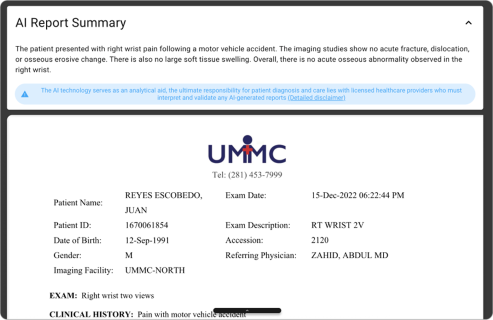 AI Report Summary
The patient presented with right wrist pain following a motor vehicle accident. The imaging studies show no acute fracture, dislocation,
or osseous erosive change. There is also no large soft tissue swelling. Overall, there is no acute osseous abnormality observed in the
right wrist.
The AI technology serves as an analytical aid, the ultimate responsibility for patient diagnosis and care lies with licensed healthcare providers who must
interpret and validate any AI-generated reports (Detailed disclaimer)
UMMC
Tel: (281) 453-7999
Patient Name: REYES ESCOBEDO, JUAN Exam Date: 15-Dec-2022 06:22:44 PM
Patient ID: 1670061854 Exam Description: RT WRIST 2V
Date of Birth: 12-Sep-1991 Accession: 2120
Gender: M Referring Physician: ZAHID, ABDUL MD
Imaging Facility: UMMC-NORTH
EXAM: Right wrist two views
CLINICAL HISTORY: Pain with motor vehicle accident